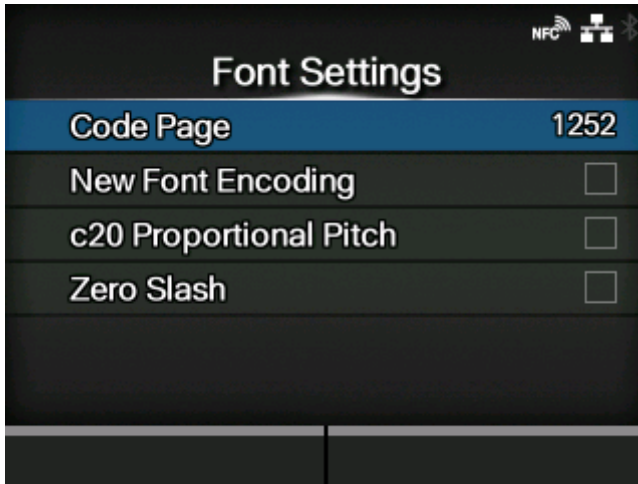 NFC
Font Settings
Code Page 1252
New Font Encoding
c20 Proportional Pitch
Zero Slash